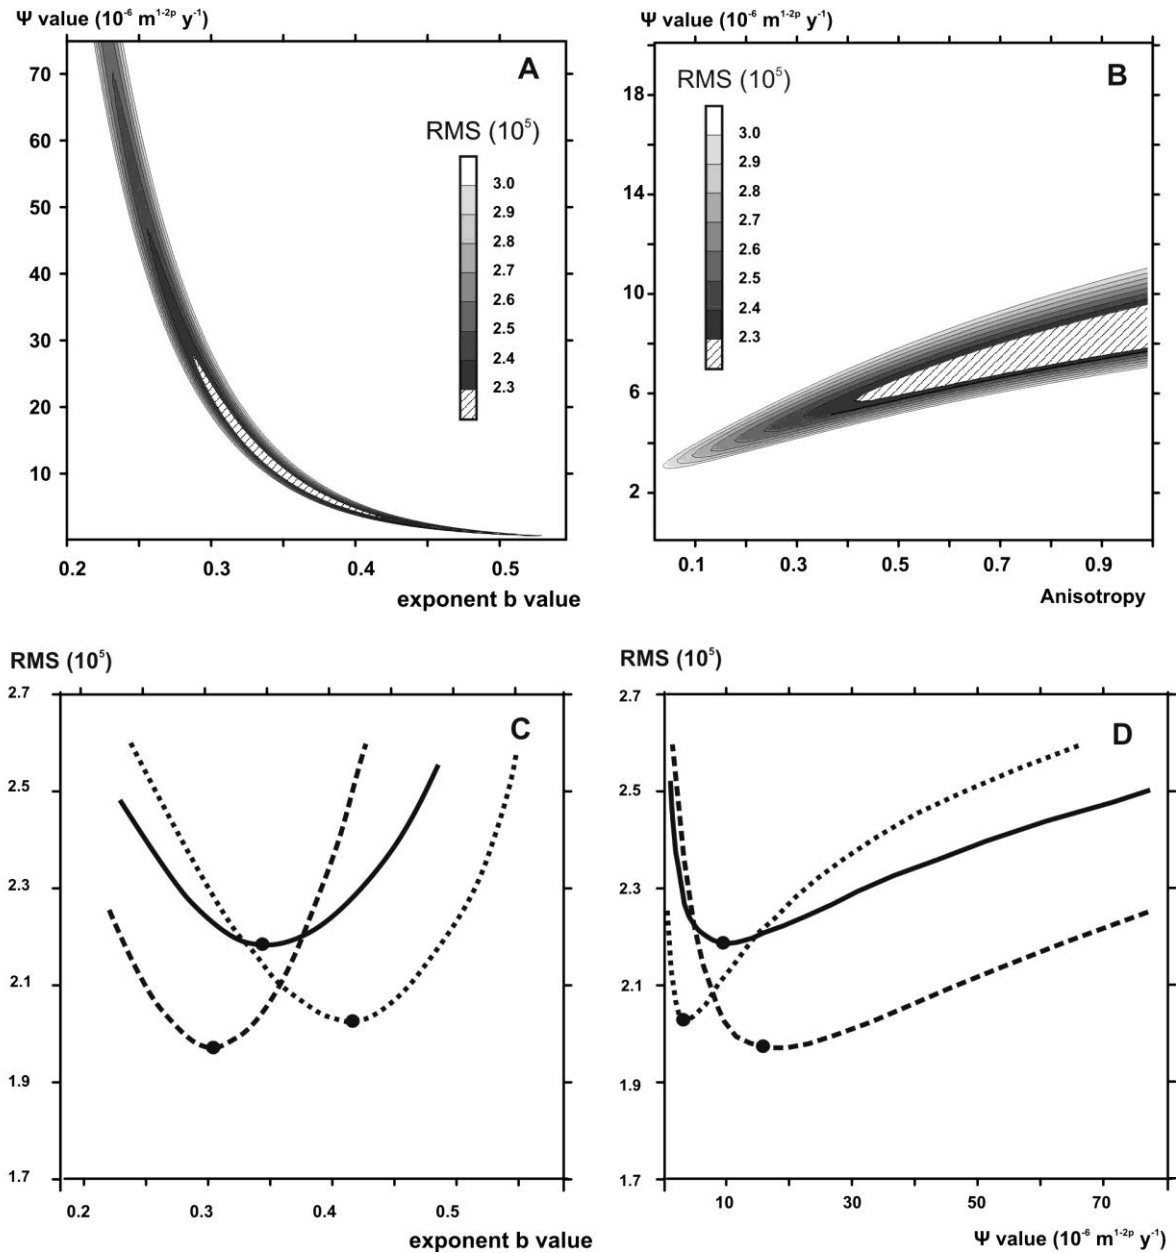 Ψ value (10⁻⁶ m¹⁻²ᵖ y⁻¹)
A
RMS (10⁵)
3.0
2.9
2.8
2.7
2.6
2.5
2.4
2.3
70
60
50
40
30
20
10
0.2 0.3 0.4 0.5
exponent b value
Ψ value (10⁻⁶ m¹⁻²ᵖ y⁻¹)
B
RMS (10⁵)
3.0
2.9
2.8
2.7
2.6
2.5
2.4
2.3
18
14
10
6
2
0.1 0.3 0.5 0.7 0.9
Anisotropy
RMS (10⁵)
C
2.7
2.5
2.3
2.1
1.9
1.7
0.2 0.3 0.4 0.5
exponent b value
RMS (10⁵)
D
2.7
2.5
2.3
2.1
1.9
1.7
10 30 50 70
Ψ value (10⁻⁶ m¹⁻²ᵖ y⁻¹)